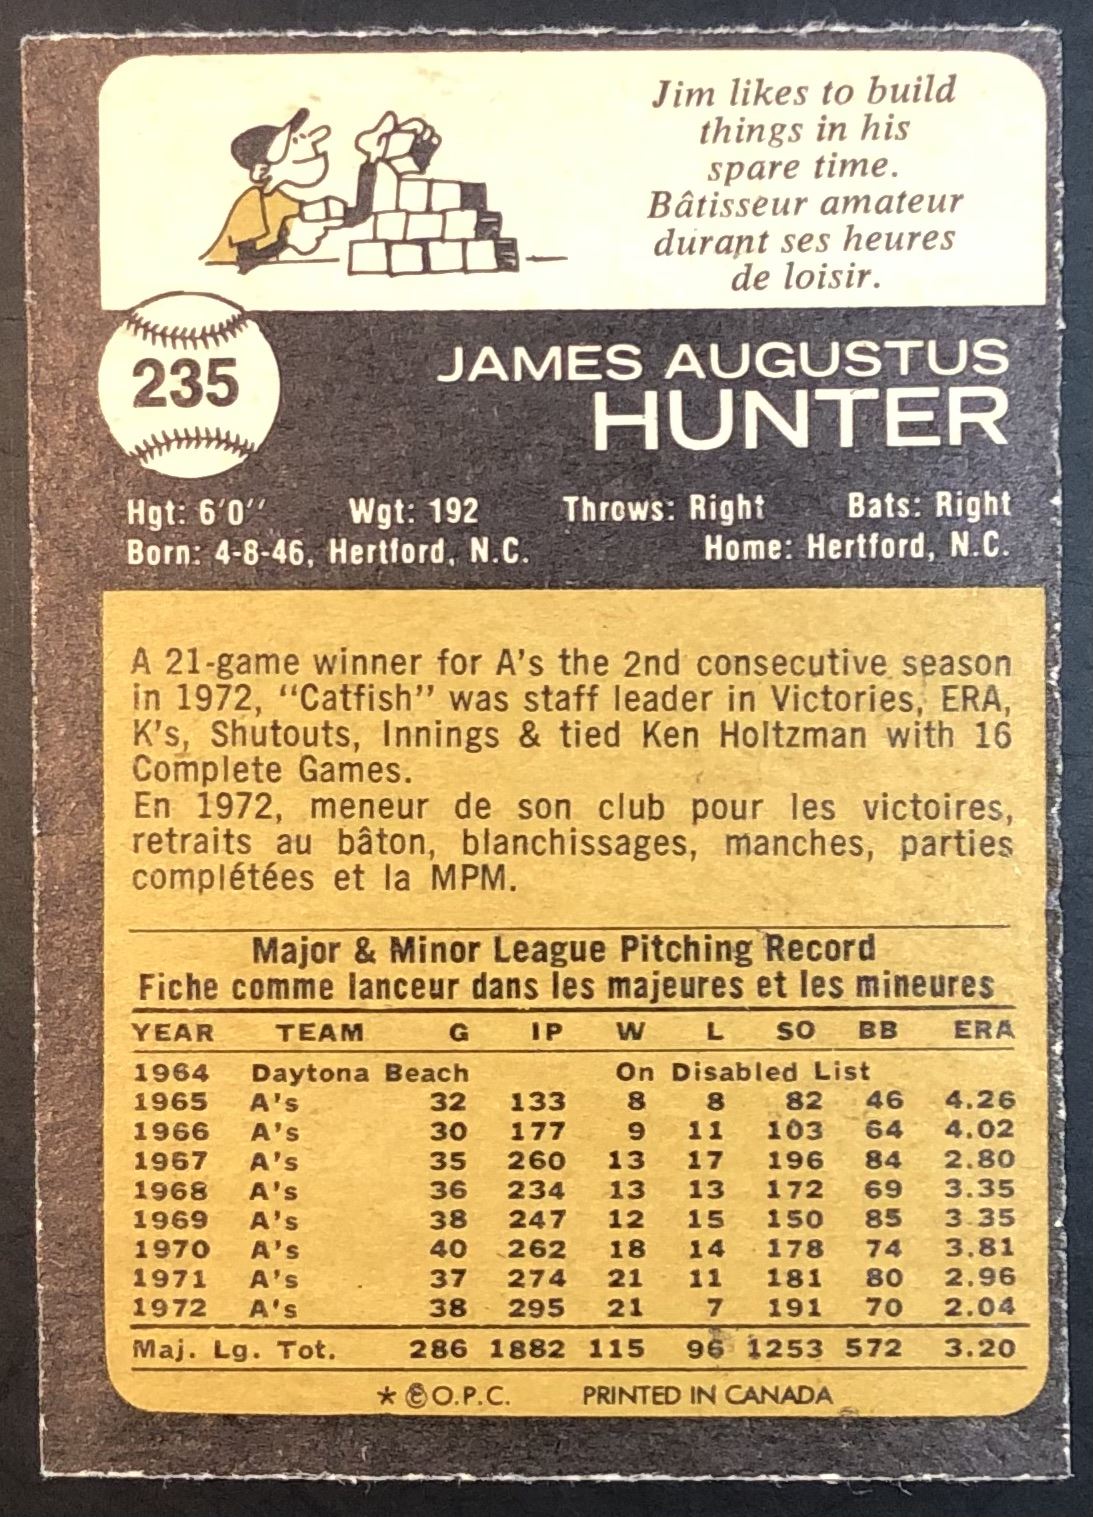 Jim likes to build
things in his
spare time.
Bâtisseur amateur
durant ses heures
de loisir.
235
JAMES AUGUSTUS
HUNTER
Hgt: 6'0'' Wgt: 192 Throws: Right Bats: Right
Born: 4-8-46, Hertford, N.C. Home: Hertford, N.C.
A 21-game winner for A's the 2nd consecutive season
in 1972, "Catfish" was staff leader in Victories, ERA,
K's, Shutouts, Innings & tied Ken Holtzman with 16
Complete Games.
En 1972, meneur de son club pour les victoires,
retraits au bâton, blanchissages, manches, parties
complétées et la MPM.
Major & Minor League Pitching Record
Fiche comme lanceur dans les majeures et les mineures
YEAR TEAM G IP W L SO BB ERA
1964 Daytona Beach On Disabled List
1965 A's 32 133 8 8 82 46 4.26
1966 A's 30 177 9 11 103 64 4.02
1967 A's 35 260 13 17 196 84 2.80
1968 A's 36 234 13 13 172 69 3.35
1969 A's 38 247 12 15 150 85 3.35
1970 A's 40 262 18 14 178 74 3.81
1971 A's 37 274 21 11 181 80 2.96
1972 A's 38 295 21 7 191 70 2.04
Maj. Lg. Tot. 286 1882 115 96 1253 572 3.20
* © O.P.C. PRINTED IN CANADA